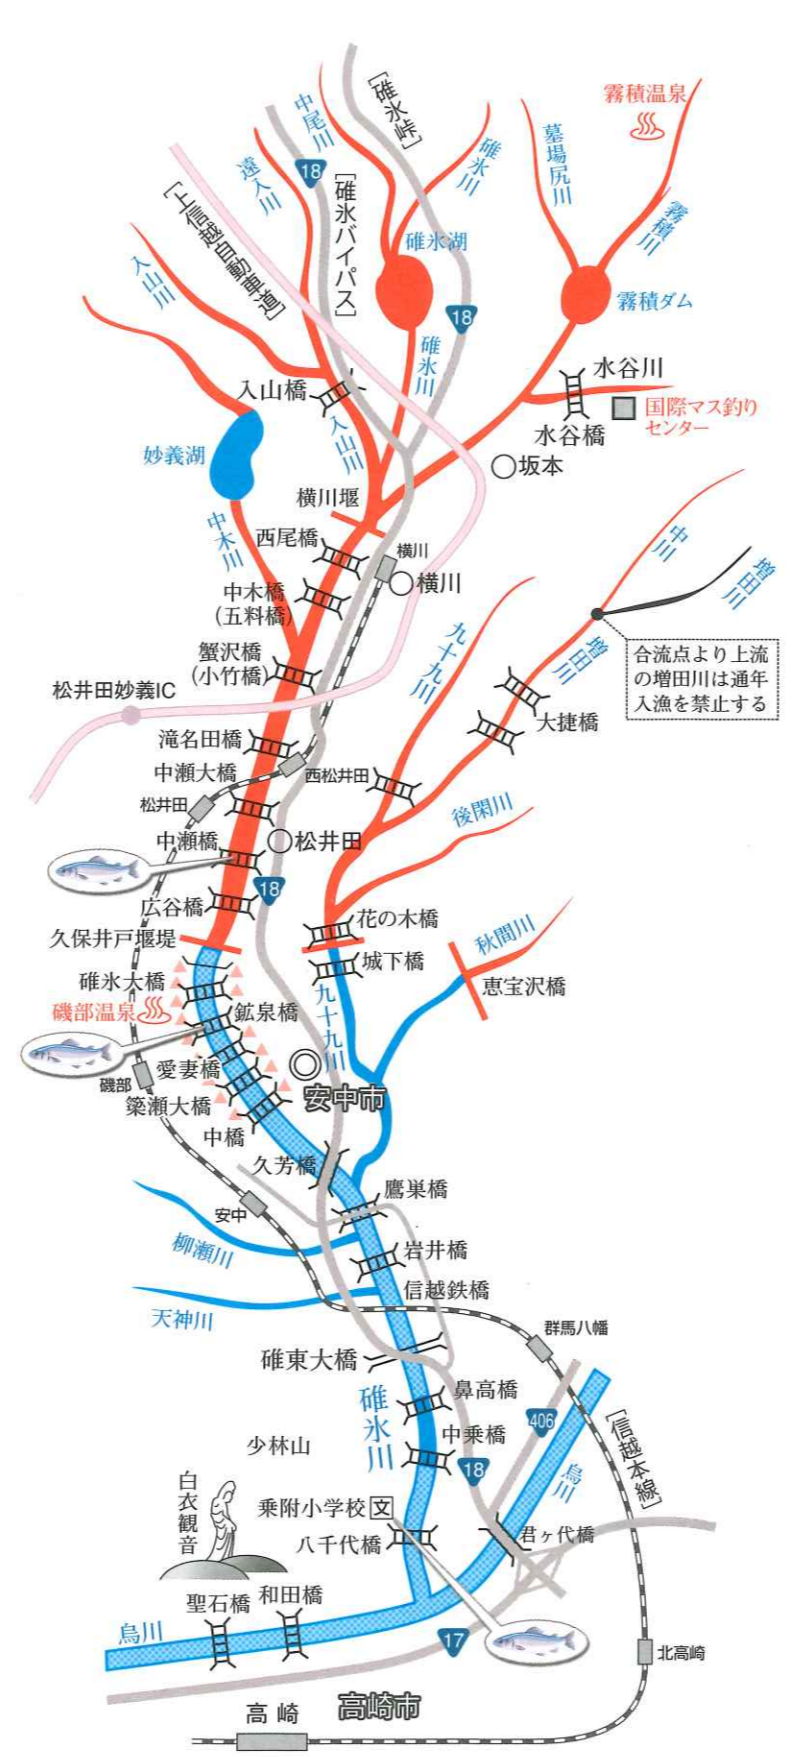 霧積温泉
中尾川
[碓氷峠]
碓氷川
墓場尻川
霧積川
遠入川
18
[碓氷バイパス]
[上信越自動車道]
碓氷湖
入山川
18
霧積ダム
碓氷川
水谷川
入山橋
国際マス釣り
センター
水谷橋
妙義湖
入山川
坂本
横川堰
中木川
西尾橋
横川
横川
中川
増田川
中木橋
(五料橋)
九十九川
増田川
合流点より上流
の増田川は通年
入漁を禁止する
蟹沢橋
(小竹橋)
松井田妙義IC
大捷橋
滝名田橋
中瀬大橋
西松井田
松井田
後閑川
中瀬橋
松井田
18
広谷橋
花の木橋
久保井戸堰堤
城下橋
秋間川
恵宝沢橋
碓氷大橋
磯部温泉
鉱泉橋
九十九川
愛妻橋
磯部
安中市
簗瀬大橋
中橋
久芳橋
鷹巣橋
安中
柳瀬川
岩井橋
信越鉄橋
天神川
群馬八幡
碓東大橋
碓氷川
鼻高橋
406
[信越本線]
中乗橋
少林山
18
烏川
白衣観音
乗附小学校
文
八千代橋
君ヶ代橋
聖石橋
和田橋
烏川
17
北高崎
高崎
高崎市